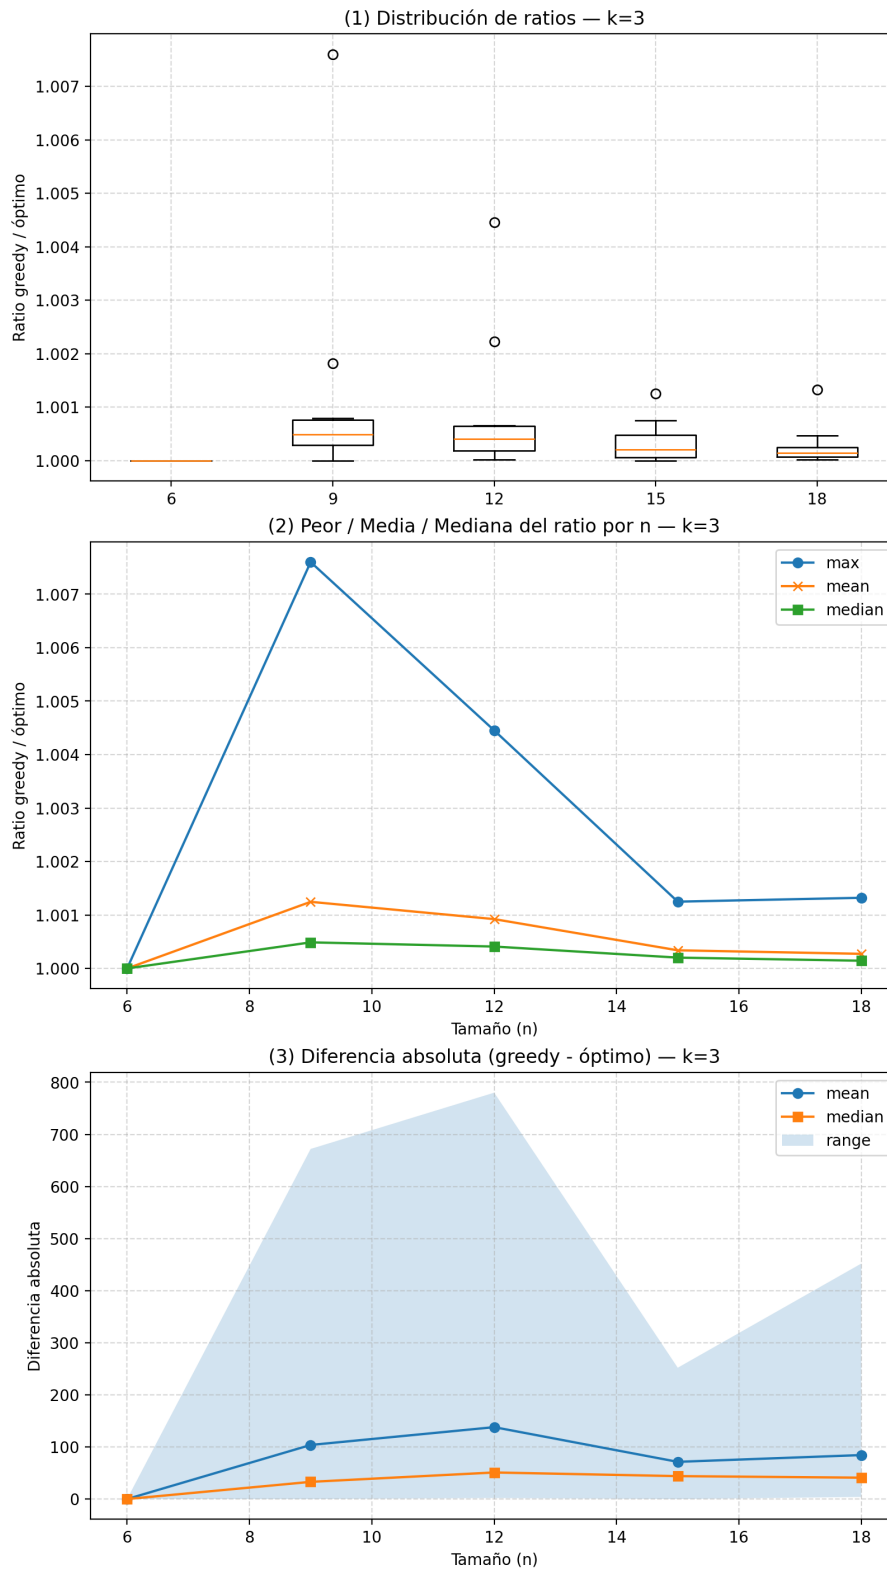 (1) Distribución de ratios — k=3
Ratio greedy / óptimo
1.007
1.006
1.005
1.004
1.003
1.002
1.001
1.000
6 9 12 15 18
(2) Peor / Media / Mediana del ratio por n — k=3
Ratio greedy / óptimo
1.007
1.006
1.005
1.004
1.003
1.002
1.001
1.000
max
mean
median
6 8 10 12 14 16 18
Tamaño (n)
(3) Diferencia absoluta (greedy - óptimo) — k=3
Diferencia absoluta
800
700
600
500
400
300
200
100
0
mean
median
range
6 8 10 12 14 16 18
Tamaño (n)